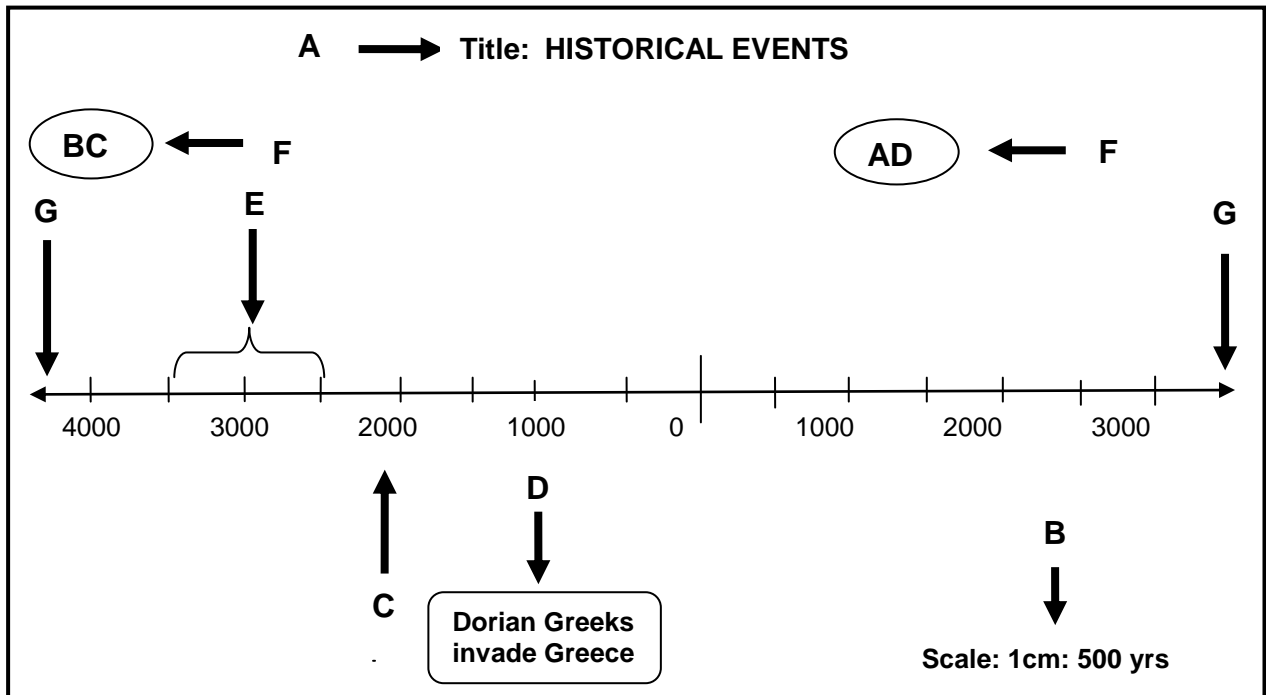 A Title: HISTORICAL EVENTS
BC F AD F
G E G
4000 3000 2000 1000 0 1000 2000 3000
D
B
C
Dorian Greeks
invade Greece
Scale: 1cm: 500 yrs